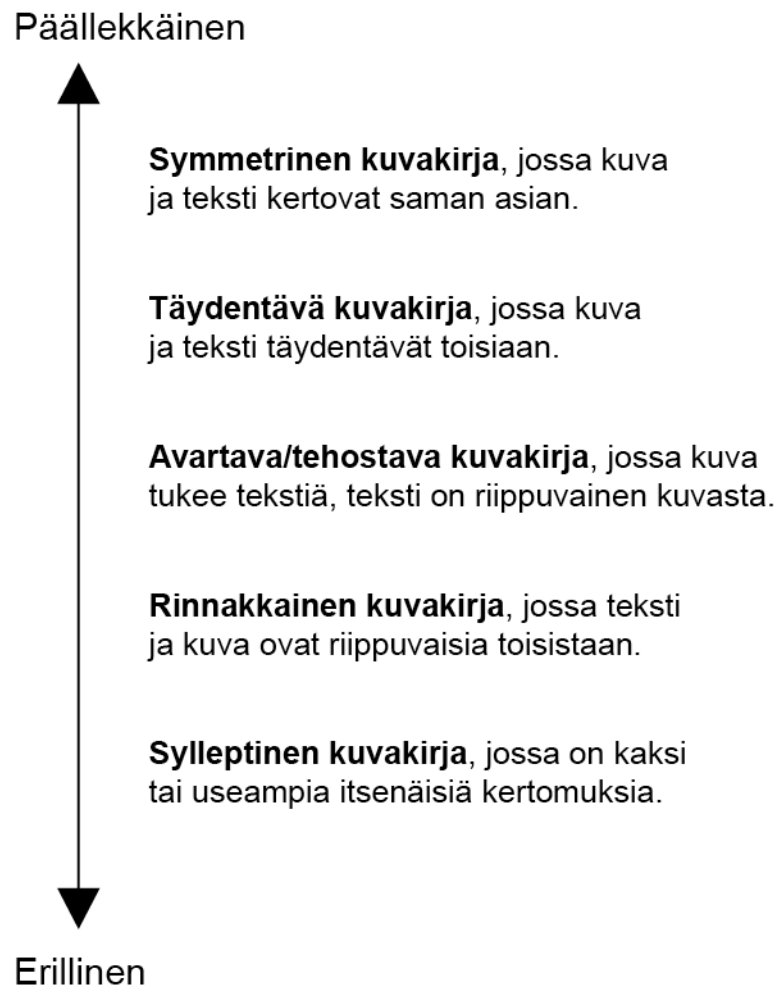 Päällekkäinen
Symmetrinen kuvakirja, jossa kuva
ja teksti kertovat saman asian.
Täydentävä kuvakirja, jossa kuva
ja teksti täydentävät toisiaan.
Avartava/tehostava kuvakirja, jossa kuva
tukee tekstiä, teksti on riippuvainen kuvasta.
Rinnakkainen kuvakirja, jossa teksti
ja kuva ovat riippuvaisia toisistaan.
Sylleptinen kuvakirja, jossa on kaksi
tai useampia itsenäisiä kertomuksia.
Erillinen